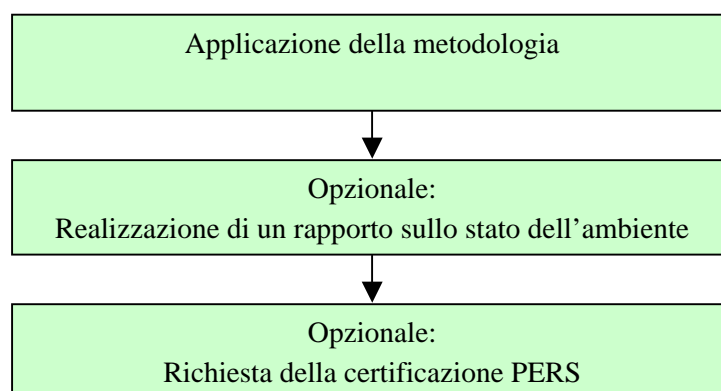 Applicazione della metodologia
Opzionale:
Realizzazione di un rapporto sullo stato dell’ambiente
Opzionale:
Richiesta della certificazione PERS